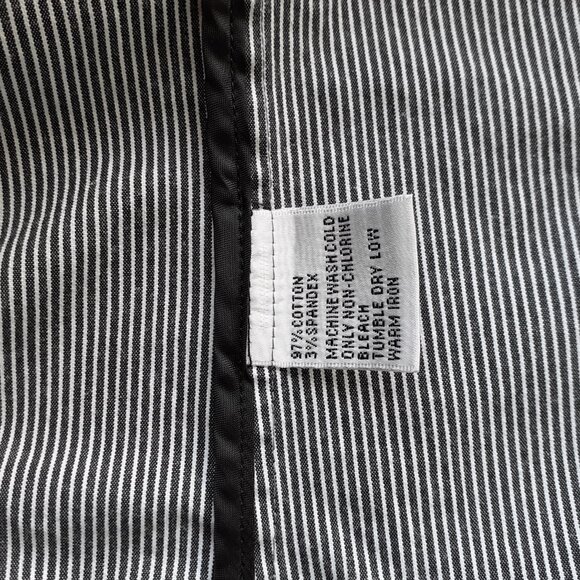 97% COTTON
3% SPANDEX
MACHINE WASH COLD
ONLY NON-CHLORINE
BLEACH
TUMBLE DRY LOW
WARM IRON